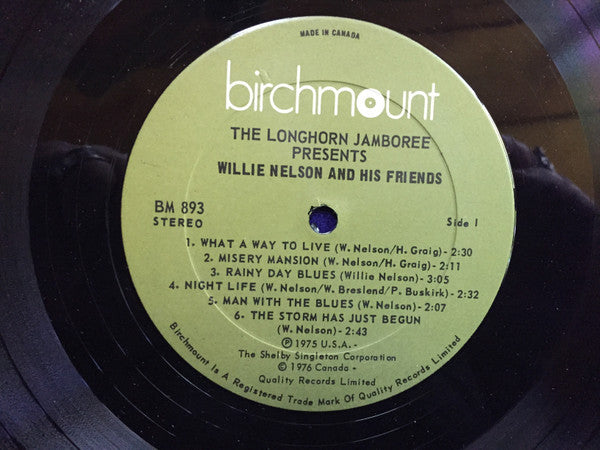 MADE IN CANADA
birchmount
THE LONGHORN JAMBOREE
PRESENTS
WILLIE NELSON AND HIS FRIENDS
BM 893
STEREO
Side 1
1. WHAT A WAY TO LIVE (W. Nelson/H. Graig) - 2:30
2. MISERY MANSION (W. Nelson/H. Graig) - 2:11
3. RAINY DAY BLUES (Willie Nelson) - 3:05
4. NIGHT LIFE (W. Nelson/W. Breslend/P. Buskirk) - 2:32
5. MAN WITH THE BLUES (W. Nelson) - 2:07
6. THE STORM HAS JUST BEGUN
(W. Nelson) - 2:43
Ⓟ 1975 U.S.A. -
The Shelby Singleton Corporation
© 1976 Canada -
Quality Records Limited
Birchmount Is A Registered Trade Mark Of Quality Records Limited